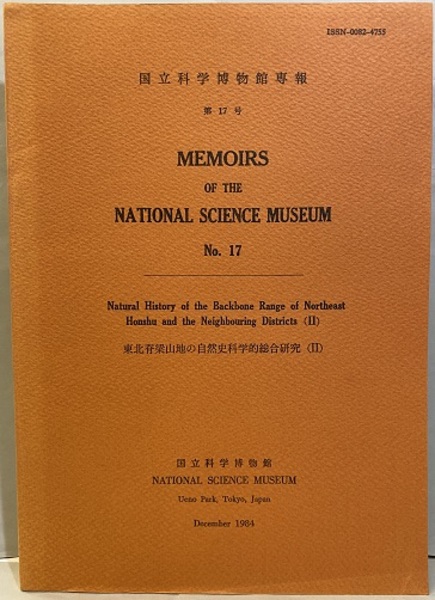 ISSN-0082-4755
国立科学博物館専報
第 17 号
MEMOIRS
OF THE
NATIONAL SCIENCE MUSEUM
No. 17
Natural History of the Backbone Range of Northeast
Honshu and the Neighbouring Districts (II)
東北脊梁山地の自然史科学的総合研究 (II)
国立科学博物館
NATIONAL SCIENCE MUSEUM
Ueno Park, Tokyo, Japan
December 1984